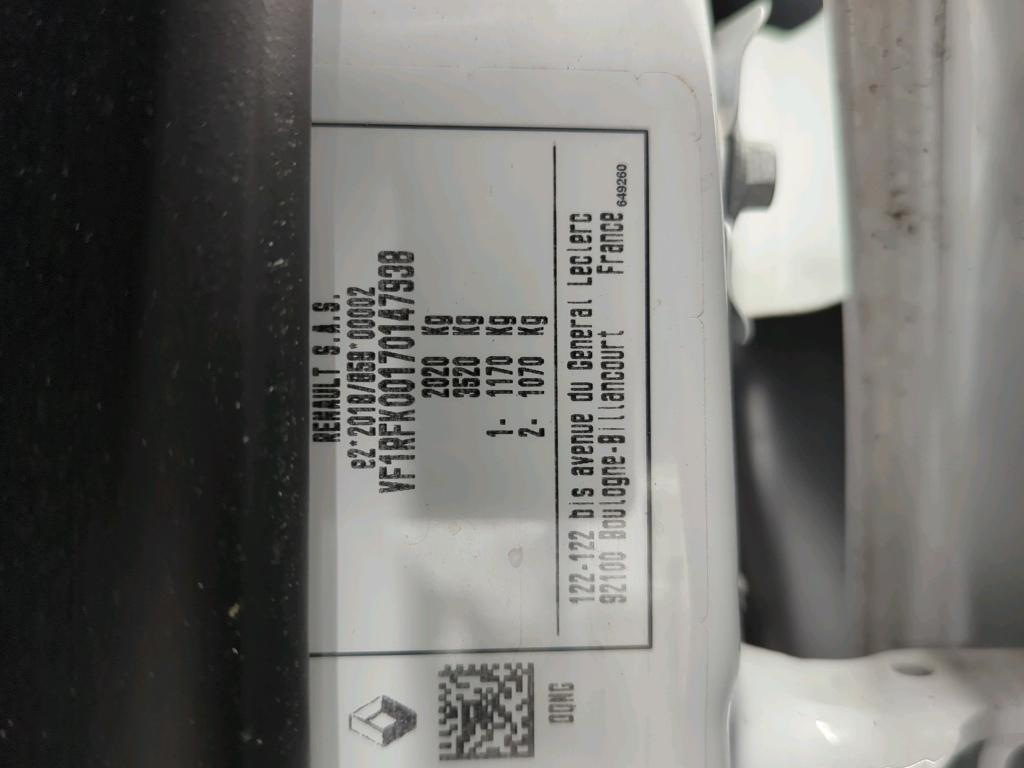 RENAULT S.A.S.
e2*2018/858*00002
VF1RFK00170147938
2020 Kg
3520 Kg
1- 1170 Kg
2- 1070 Kg
122-122 bis avenue du General Leclerc
92100 Boulogne-Billancourt France
649260
DQNG